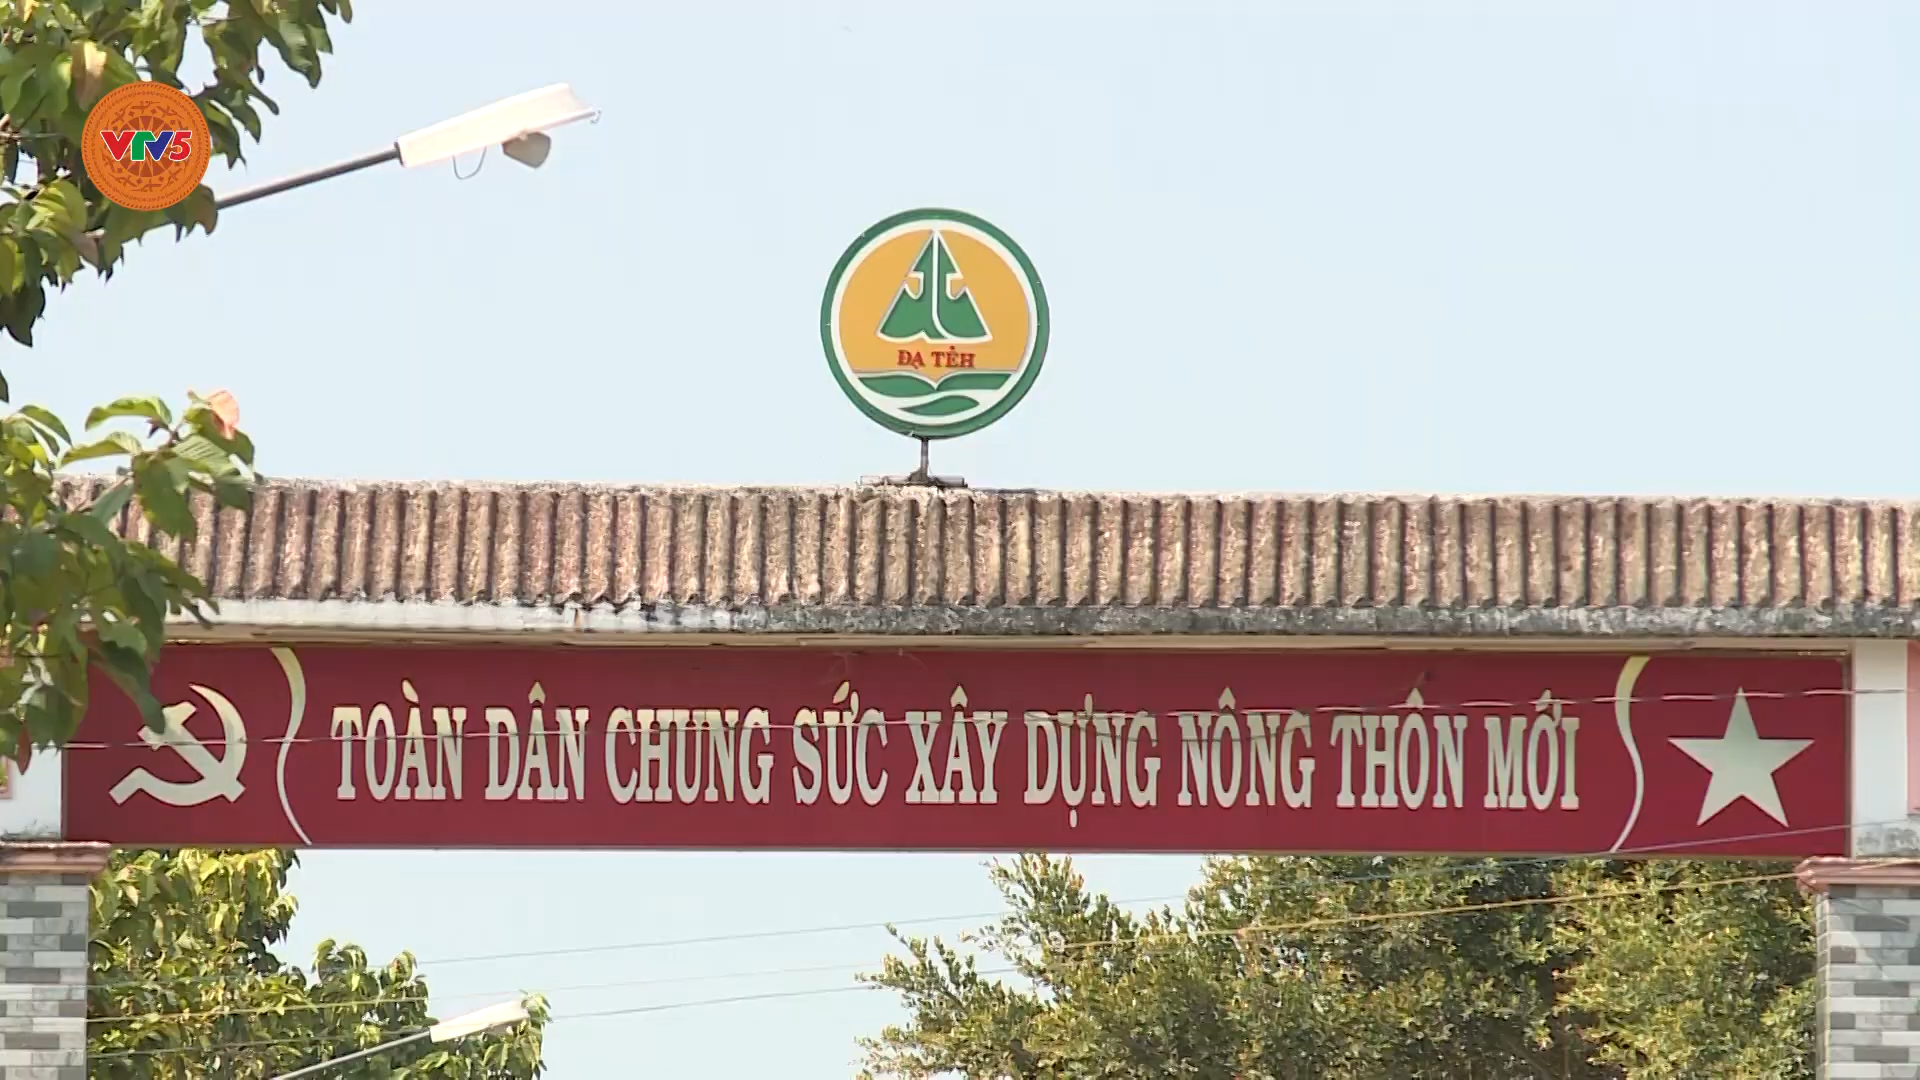 VTV5
ĐẠ TẺH
TOÀN DÂN CHUNG SỨC XÂY DỰNG NÔNG THÔN MỚI